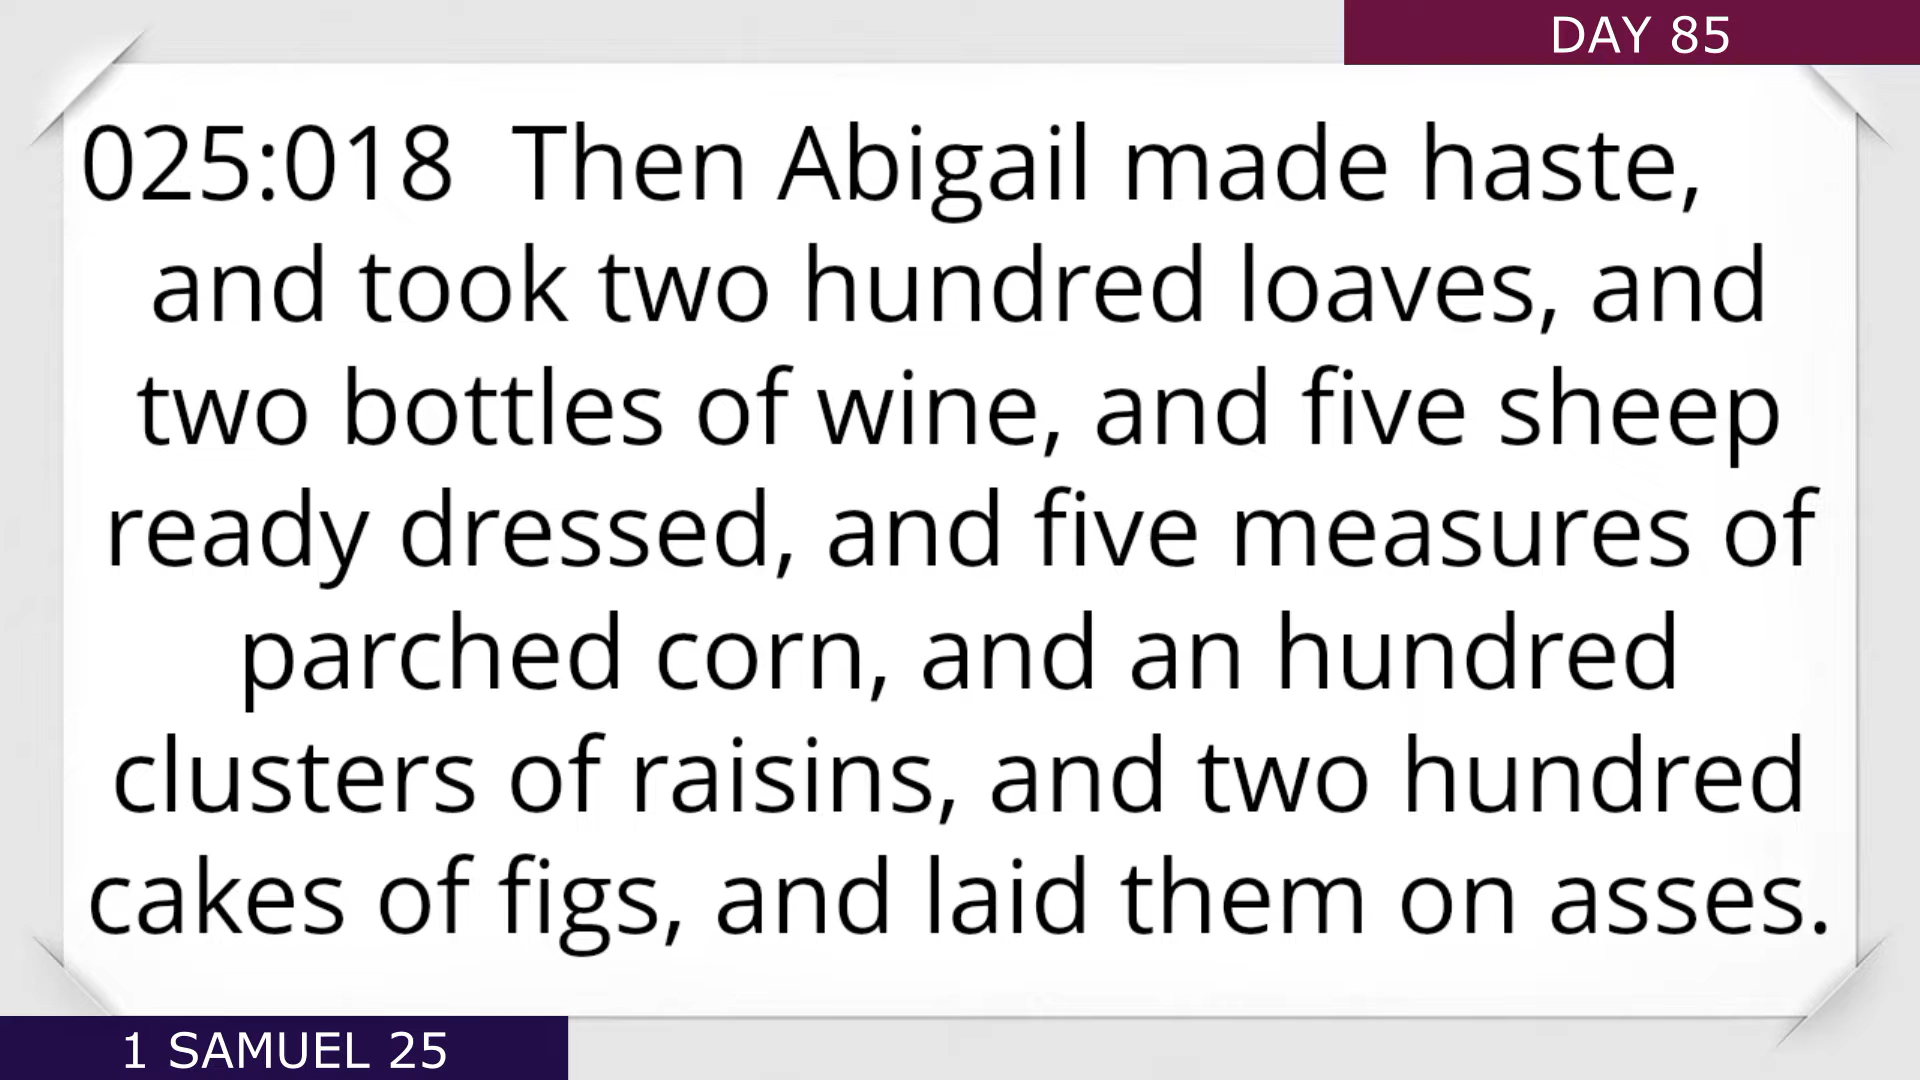 DAY 85
025:018  Then Abigail made haste,
and took two hundred loaves, and
two bottles of wine, and five sheep
ready dressed, and five measures of
parched corn, and an hundred
clusters of raisins, and two hundred
cakes of figs, and laid them on asses.
1 SAMUEL 25